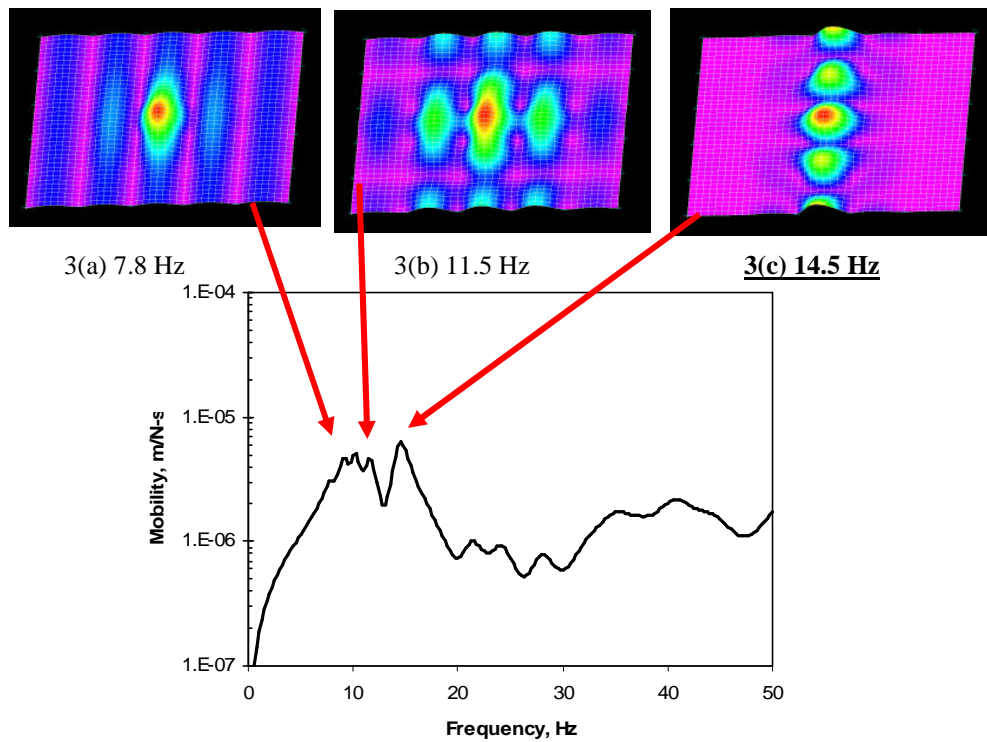 3(a) 7.8 Hz
3(b) 11.5 Hz
3(c) 14.5 Hz
1.E-04
1.E-05
1.E-06
1.E-07
Mobility, m/N-s
0 10 20 30 40 50
Frequency, Hz